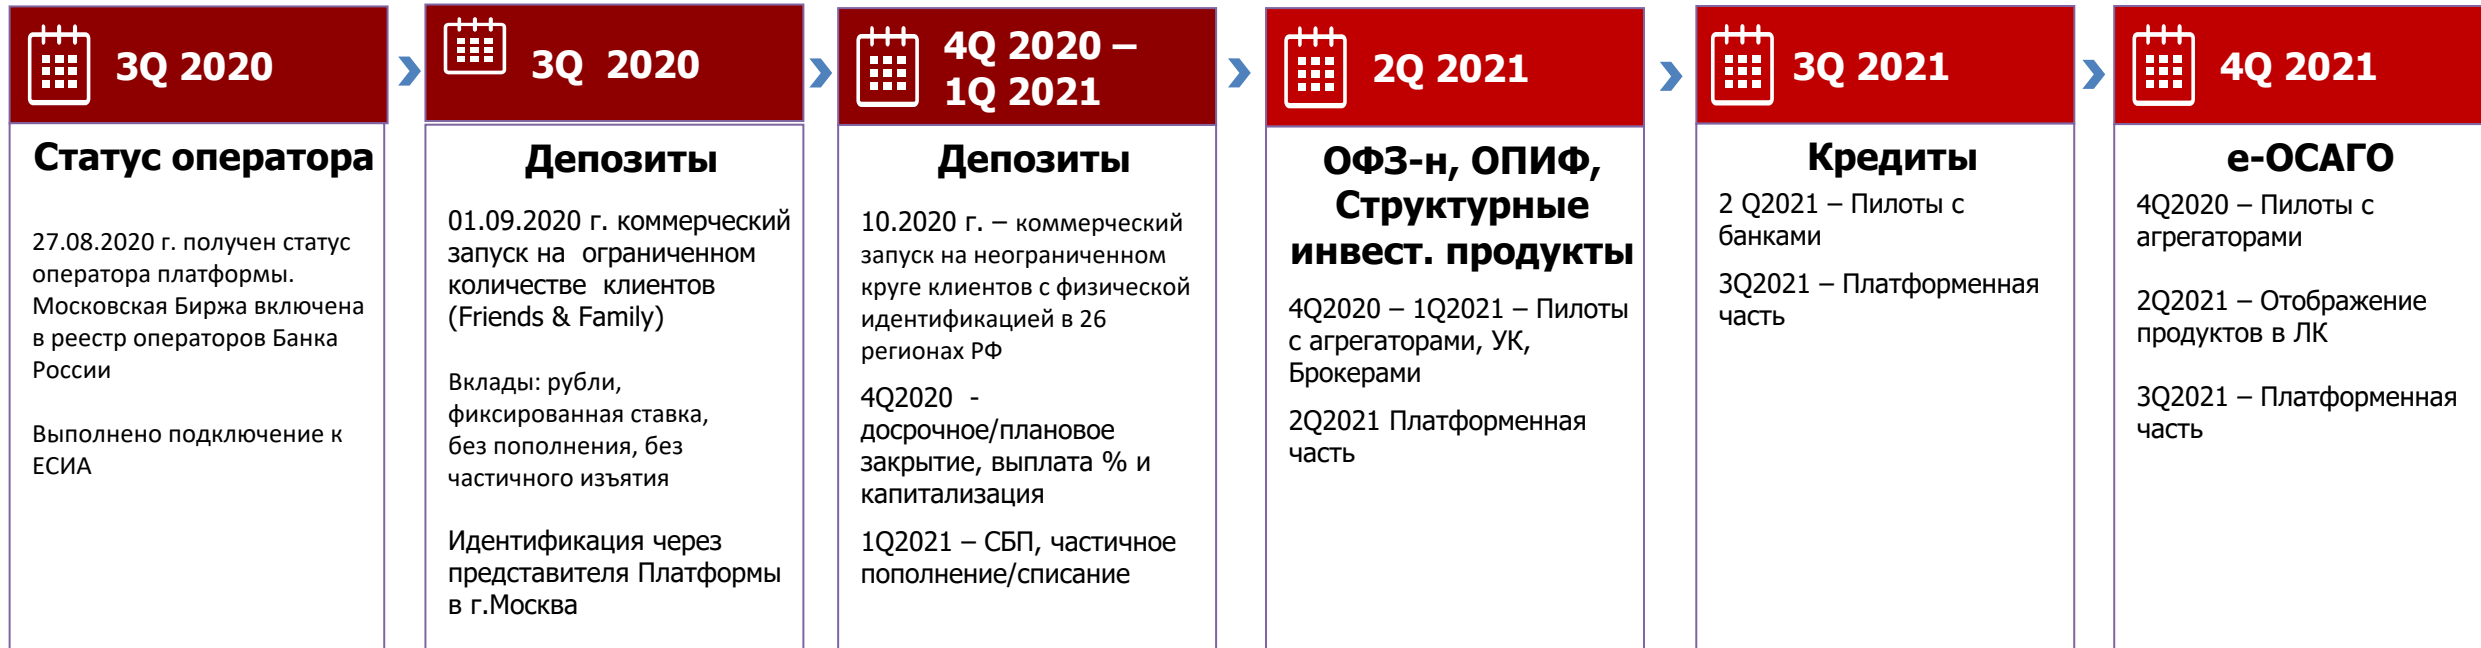 3Q 2020
Статус оператора
27.08.2020 г. получен статус
оператора платформы.
Московская Биржа включена
в реестр операторов Банка
России
Выполнено подключение к
ЕСИА
3Q 2020
Депозиты
01.09.2020 г. коммерческий
запуск на ограниченном
количестве клиентов
(Friends & Family)
Вклады: рубли,
фиксированная ставка,
без пополнения, без
частичного изъятия
Идентификация через
представителя Платформы
в г.Москва
4Q 2020 –
1Q 2021
Депозиты
10.2020 г. – коммерческий
запуск на неограниченном
круге клиентов с физической
идентификацией в 26
регионах РФ
4Q2020 -
досрочное/плановое
закрытие, выплата % и
капитализация
1Q2021 – СБП, частичное
пополнение/списание
2Q 2021
ОФЗ-н, ОПИФ,
Структурные
инвест. продукты
4Q2020 – 1Q2021 – Пилоты
с агрегаторами, УК,
Брокерами
2Q2021 Платформенная
часть
3Q 2021
Кредиты
2 Q2021 – Пилоты с
банками
3Q2021 – Платформенная
часть
4Q 2021
е-ОСАГО
4Q2020 – Пилоты с
агрегаторами
2Q2021 – Отображение
продуктов в ЛК
3Q2021 – Платформенная
часть